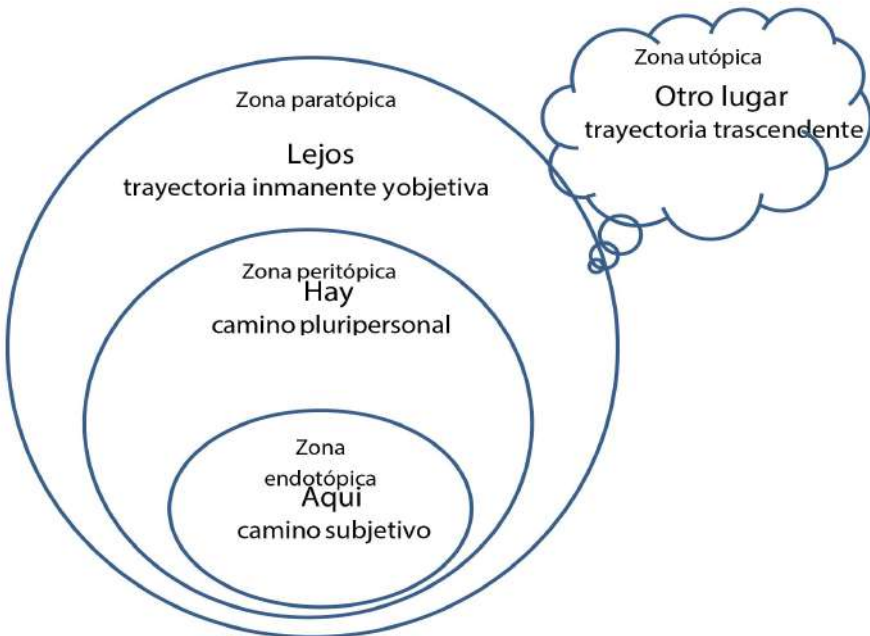 Zona utópica
Otro lugar
trayectoria trascendente
Zona paratópica
Lejos
trayectoria inmanente yobjetiva
Zona peritópica
Hay
camino pluripersonal
Zona
endotópica
Aqui
camino subjetivo